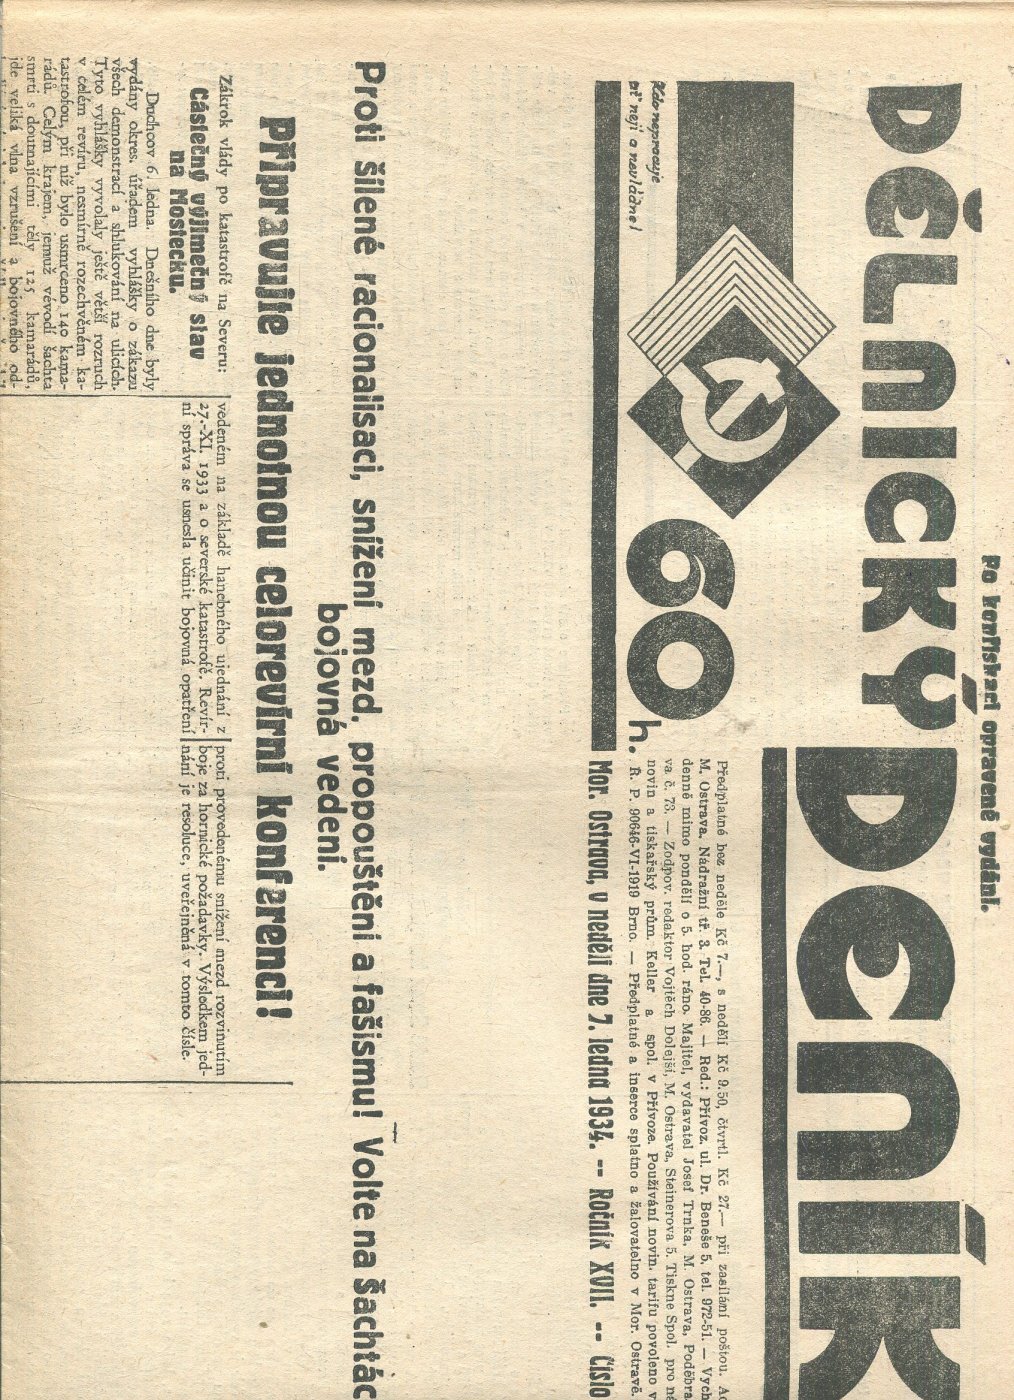 Po konfiskaci opravené vydání.
DĚLNICKÝ DENÍK
Kdo nepracuje
ať nejí a nevládne!
60 h.
Předplatné bez neděle Kč 7.—, s nedělí Kč 9.50, čtvrtl. Kč 27.— při zasílání poštou.
M. Ostrava, Nádražní tř. 3. Tel. 40-86. — Red.: Přívoz, ul. Dr. Beneše 5, tel. 972-51. — Vych
denně mimo pondělí o 5. hod. ráno. Majitel, vydavatel Josef Trnka, M. Ostrava, Poděbra
va č. 73. — Zodpov. redaktor Vojtěch Dolejší, M. Ostrava, Steinerova 5. Tiskne Spol. pro
novin a tiskařský prům Keller a spol. v Přívoze. Používání novin. tarifu povoleno v
Ř. P. 90646-VI-1919 Brno. — Předplatné a inserce splatno a žalovatelno v Mor. Ostravě.
Mor. Ostrava, v neděli dne 7. ledna 1934. -- Ročník XVII. -- Číslo
Proti šílené racionalisaci, snížení mezd, propouštění a fašismu! Volte na šachtác
bojovná vedení.
Připravujte jednotnou celorevírní konferenci!
Zákrok vlády po katastrofě na Severu:
Částečný výjimečný stav
na Mostecku.
Duchcov 6. ledna. Dnešního dne byly
vydány okres. úřadem vyhlášky o zákazu
všech demonstrací a shlukování na ulicích.
Tyto vyhlášky vyvolaly ještě větší rozruch
v celém revíru, nesmírně rozechvěném ka-
tastrofou, při níž bylo usmrceno 140 kama-
rádů. Celým krajem, jemuž vévodí šachta
smrti s doutnajícími těly 125 kamarádů,
jde veliká vlna vzrušení a bojovného od-
vedeném na základě hanebného ujednání z
27.-XI. 1933 a o severské katastrofě. Revír-
ní správa se usnesla učinit bojovná opatření
proti provedenému snížení mezd rozvinutím
boje za hornické požadavky. Výsledkem jed-
nání je resoluce, uveřejněná v tomto čísle.